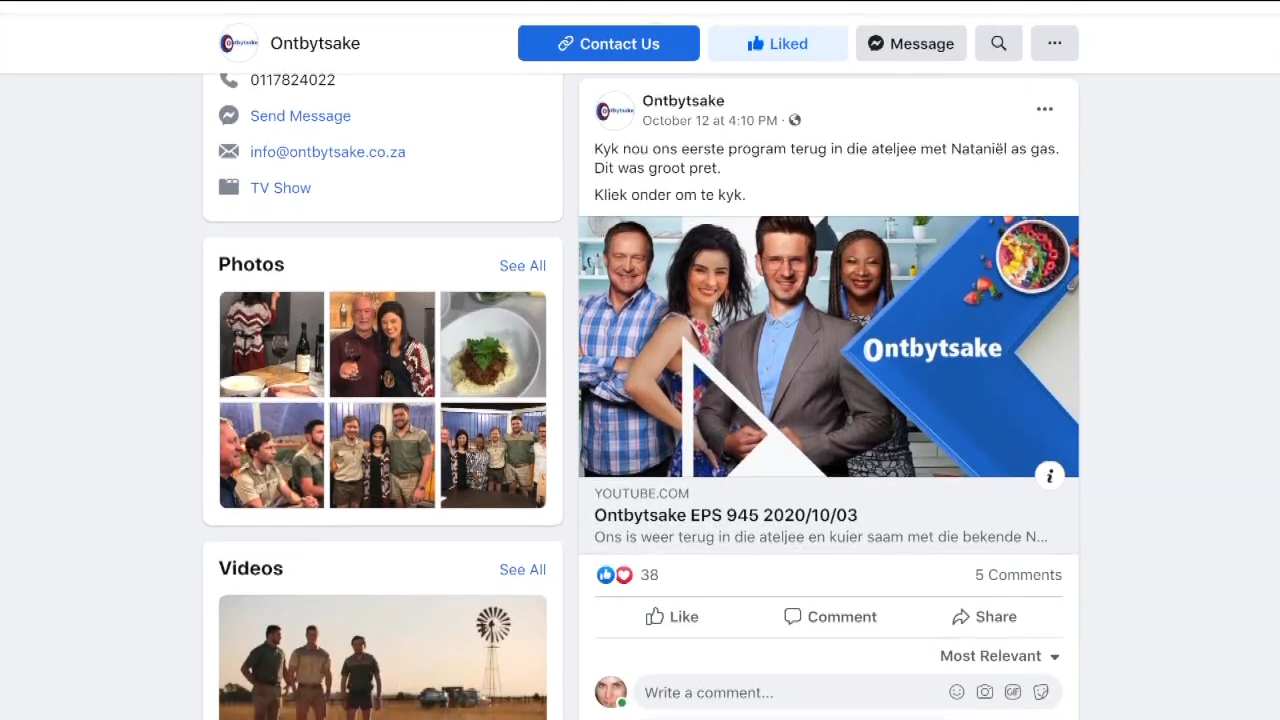 Ontbytsake
Contact Us
Liked
Message
0117824022
Send Message
info@ontbytsake.co.za
TV Show
Photos
See All
Videos
See All
Ontbytsake
October 12 at 4:10 PM ·
Kyk nou ons eerste program terug in die ateljee met Nataniël as gas.
Dit was groot pret.
Kliek onder om te kyk.
Ontbytsake
YOUTUBE.COM
Ontbytsake EPS 945 2020/10/03
Ons is weer terug in die ateljee en kuier saam met die bekende N...
38
5 Comments
Like
Comment
Share
Most Relevant
Write a comment...
GIF